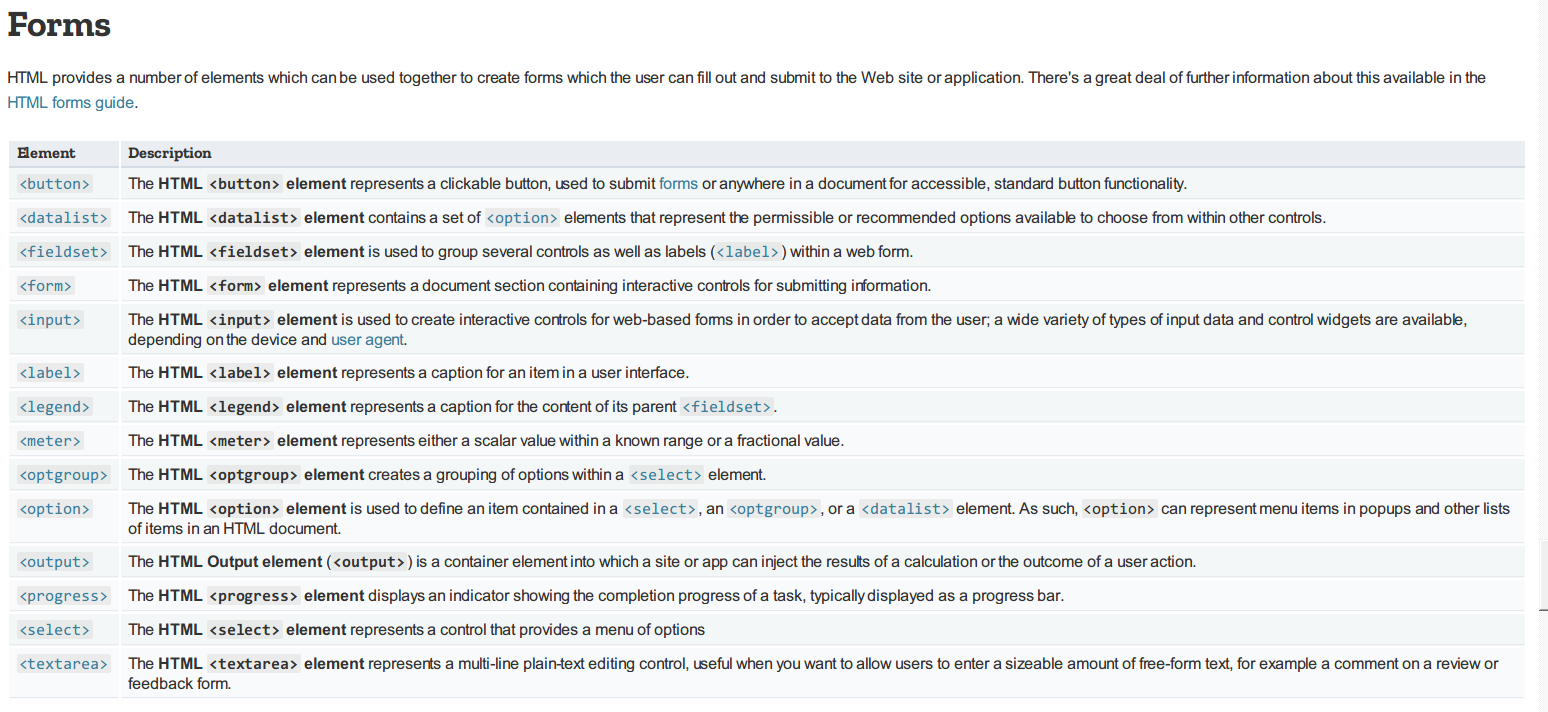 Forms
HTML provides a number of elements which can be used together to create forms which the user can fill out and submit to the Web site or application. There's a great deal of further information about this available in the
HTML forms guide.
Element Description
<button> The HTML <button> element represents a clickable button, used to submit forms or anywhere in a document for accessible, standard button functionality.
<datalist> The HTML <datalist> element contains a set of <option> elements that represent the permissible or recommended options available to choose from within other controls.
<fieldset> The HTML <fieldset> element is used to group several controls as well as labels (<label>) within a web form.
<form> The HTML <form> element represents a document section containing interactive controls for submitting information.
<input> The HTML <input> element is used to create interactive controls for web-based forms in order to accept data from the user; a wide variety of types of input data and control widgets are available,
depending on the device and user agent.
<label> The HTML <label> element represents a caption for an item in a user interface.
<legend> The HTML <legend> element represents a caption for the content of its parent <fieldset>.
<meter> The HTML <meter> element represents either a scalar value within a known range or a fractional value.
<optgroup> The HTML <optgroup> element creates a grouping of options within a <select> element.
<option> The HTML <option> element is used to define an item contained in a <select>, an <optgroup>, or a <datalist> element. As such, <option> can represent menu items in popups and other lists
of items in an HTML document.
<output> The HTML Output element (<output>) is a container element into which a site or app can inject the results of a calculation or the outcome of a user action.
<progress> The HTML <progress> element displays an indicator showing the completion progress of a task, typically displayed as a progress bar.
<select> The HTML <select> element represents a control that provides a menu of options
<textarea> The HTML <textarea> element represents a multi-line plain-text editing control, useful when you want to allow users to enter a sizeable amount of free-form text, for example a comment on a review or
feedback form.